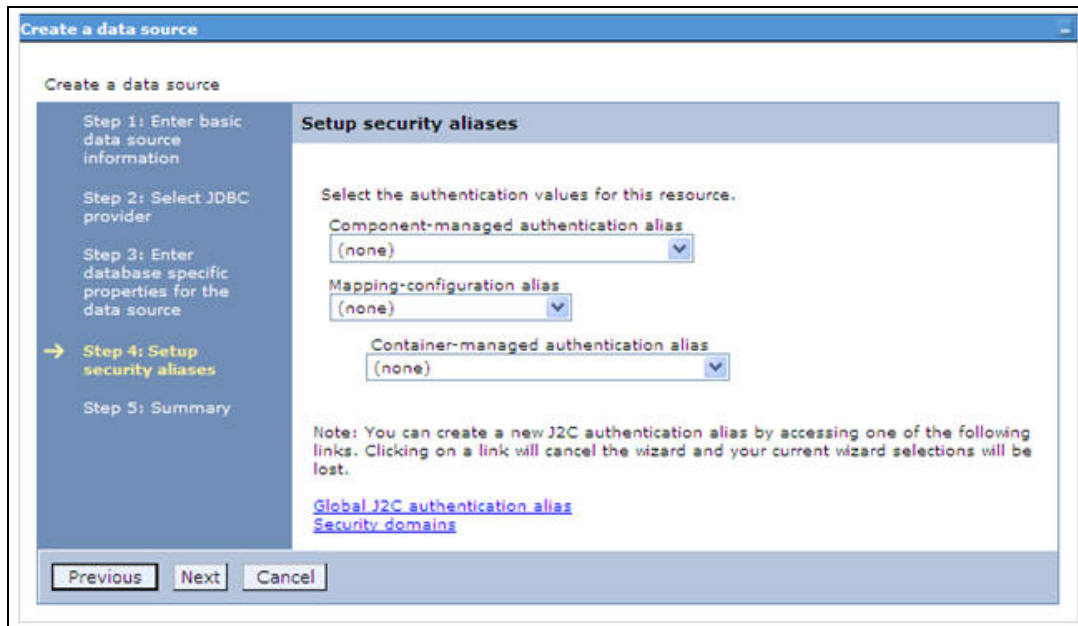 Create a data source
Create a data source
Step 1: Enter basic
data source
information
Step 2: Select JDBC
provider
Step 3: Enter
database specific
properties for the
data source
Step 4: Setup
security aliases
Step 5: Summary
Setup security aliases
Select the authentication values for this resource.
Component-managed authentication alias
(none)
Mapping-configuration alias
(none)
Container-managed authentication alias
(none)
Note: You can create a new J2C authentication alias by accessing one of the following
links. Clicking on a link will cancel the wizard and your current wizard selections will be
lost.
Global J2C authentication alias
Security domains
Previous Next Cancel